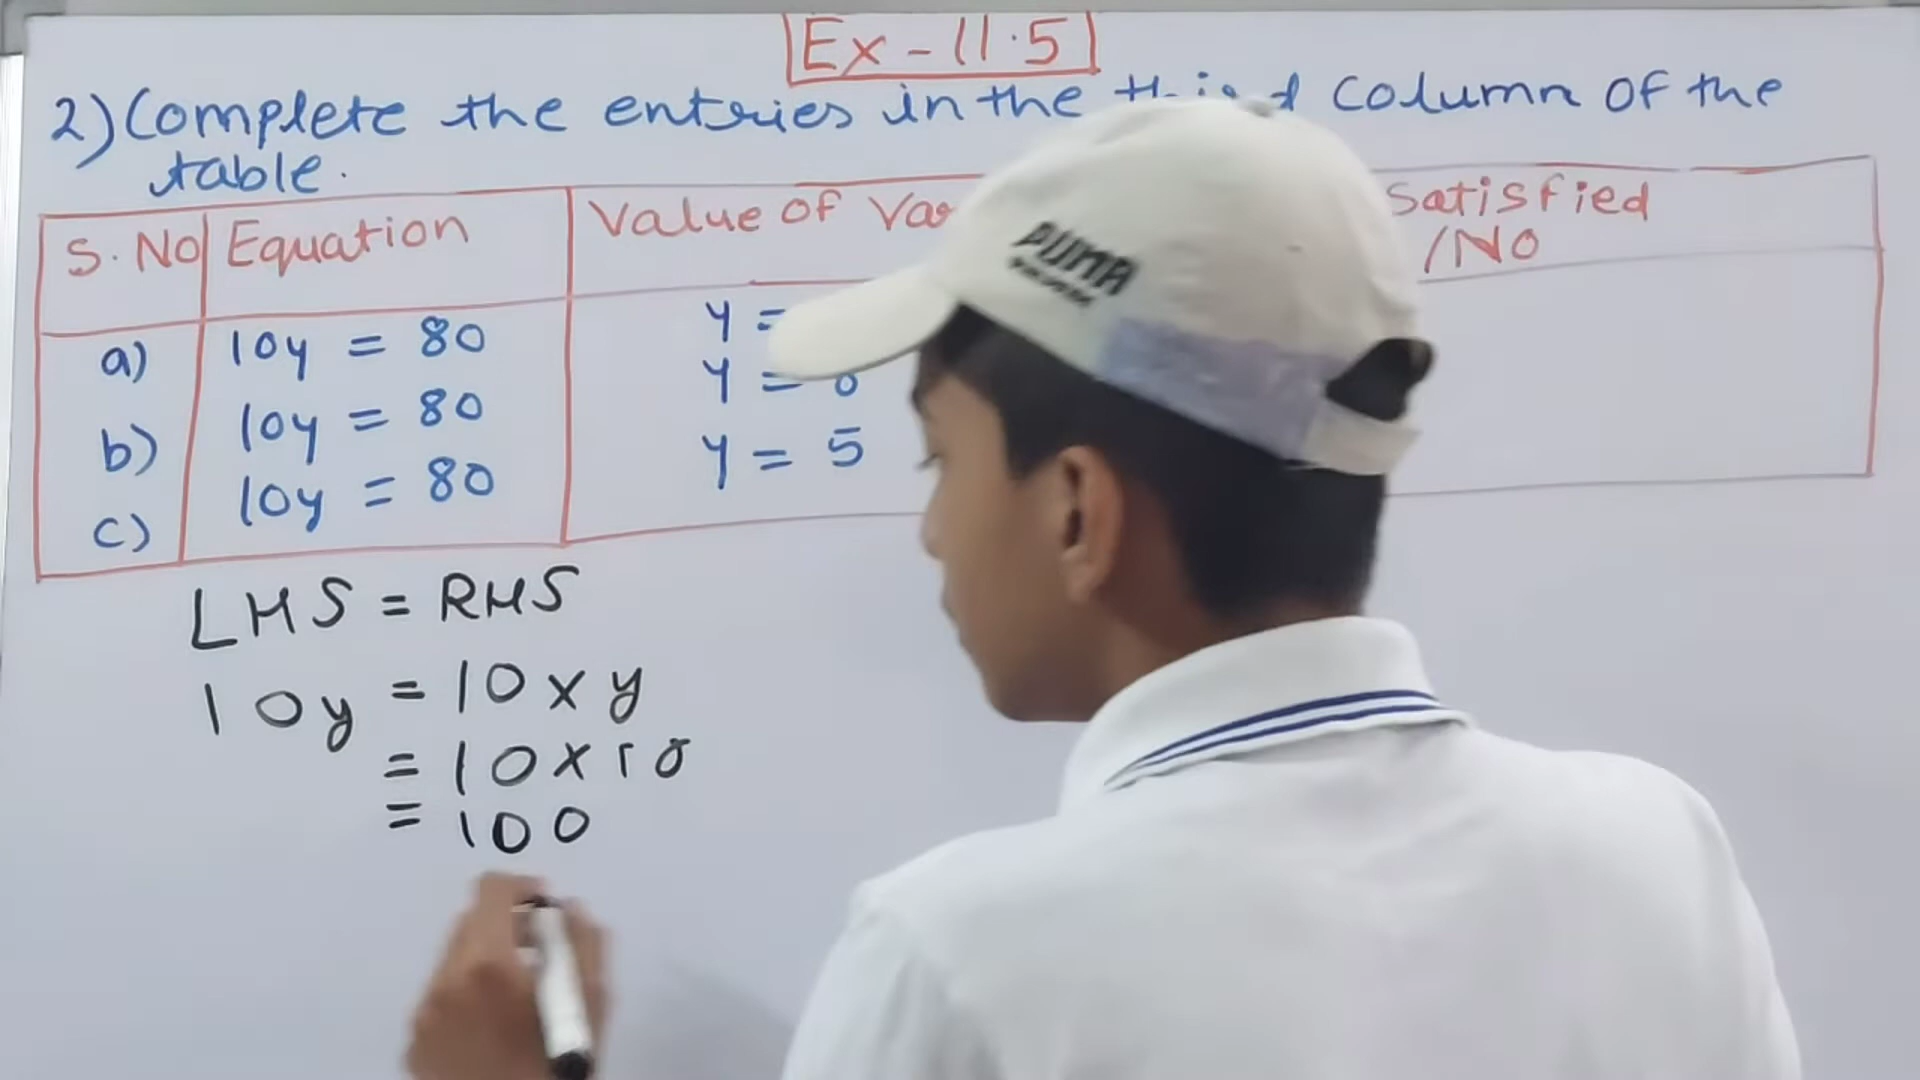 Ex-11.5
2) Complete the entries in the third column of the
table.
S.No Equation Value of Satisfied
/No
a) 10y = 80 y =
b) 10y = 80 y = 8
c) 10y = 80 y = 5
LHS = RHS
10y = 10 x y
= 10 x 10
= 100
PUMA